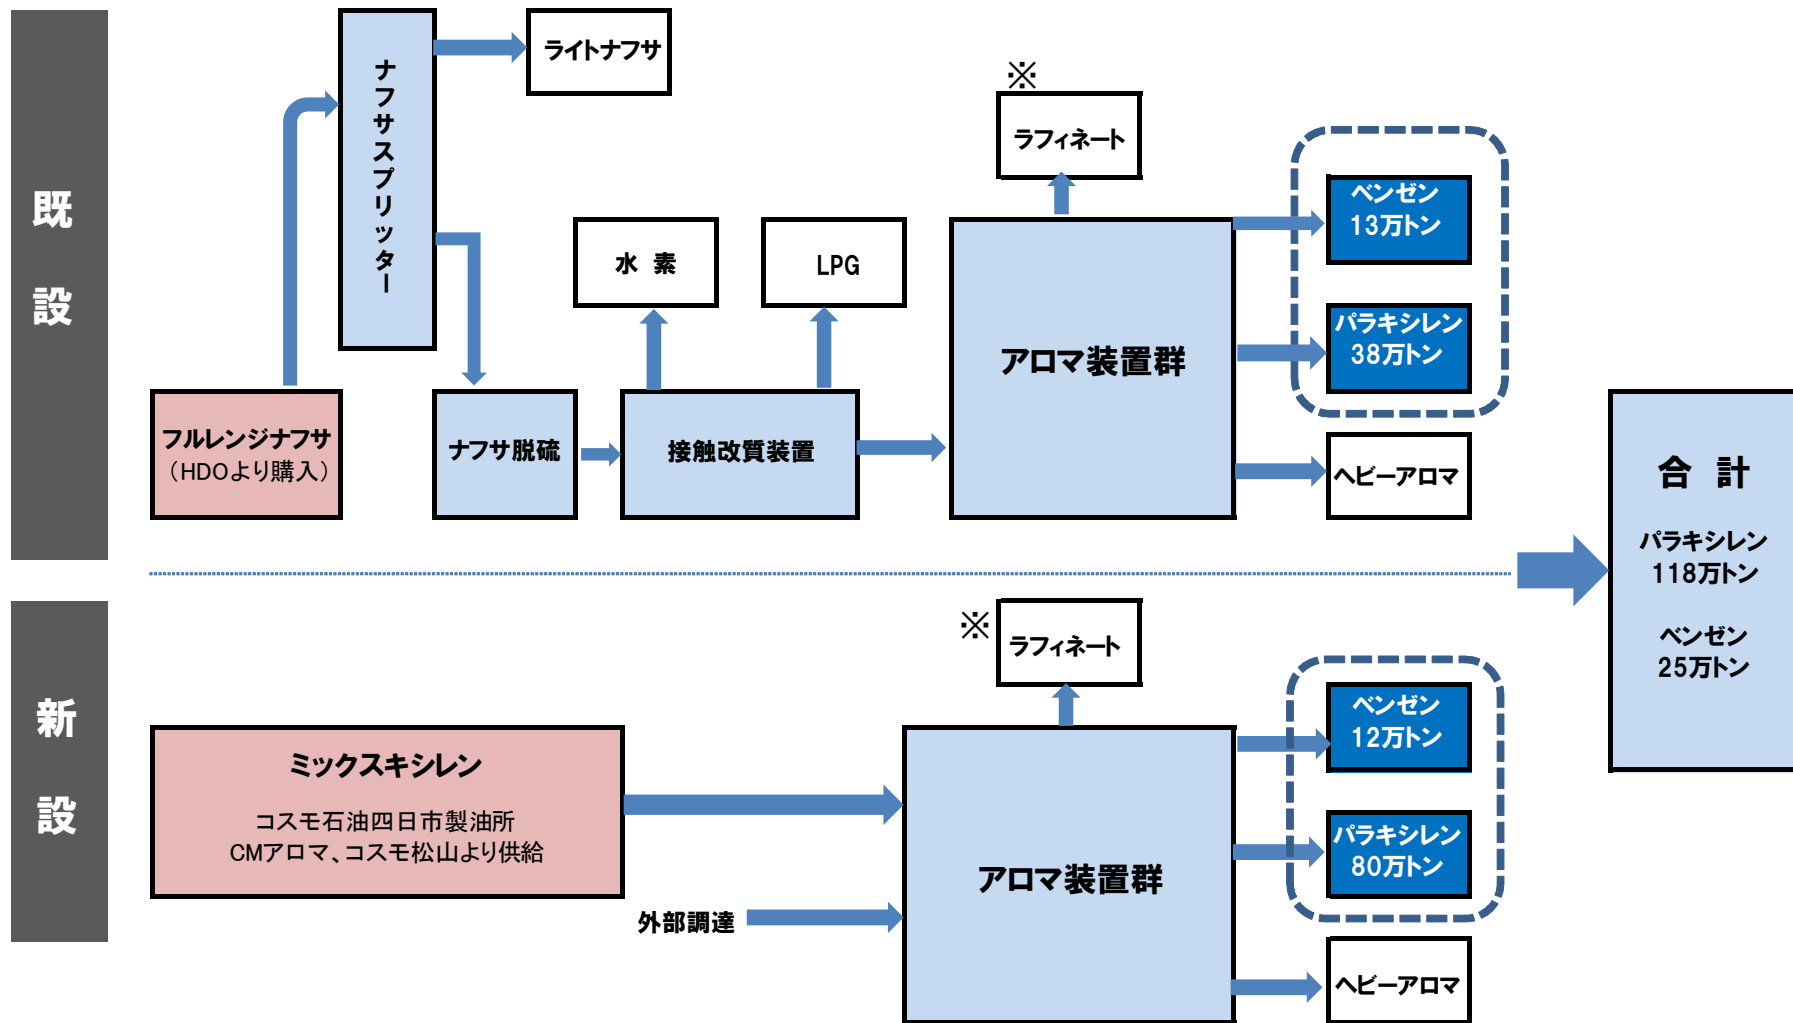 既設
ナフサスプリッター
ライトナフサ
※
ラフィネート
水 素
LPG
ベンゼン
13万トン
パラキシレン
38万トン
アロマ装置群
フルレンジナフサ
(HDOより購入)
ナフサ脱硫
接触改質装置
ヘビーアロマ
合 計
パラキシレン
118万トン
ベンゼン
25万トン
新設
※
ラフィネート
ミックスキシレン
コスモ石油四日市製油所
CMアロマ、コスモ松山より供給
外部調達
アロマ装置群
ベンゼン
12万トン
パラキシレン
80万トン
ヘビーアロマ